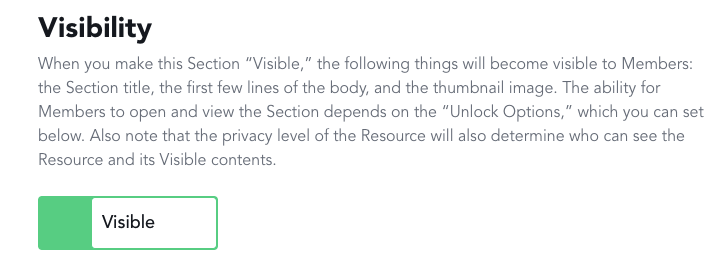 Visibility
When you make this Section “Visible,” the following things will become visible to Members:
the Section title, the first few lines of the body, and the thumbnail image. The ability for
Members to open and view the Section depends on the “Unlock Options,” which you can set
below. Also note that the privacy level of the Resource will also determine who can see the
Resource and its Visible contents.
Visible